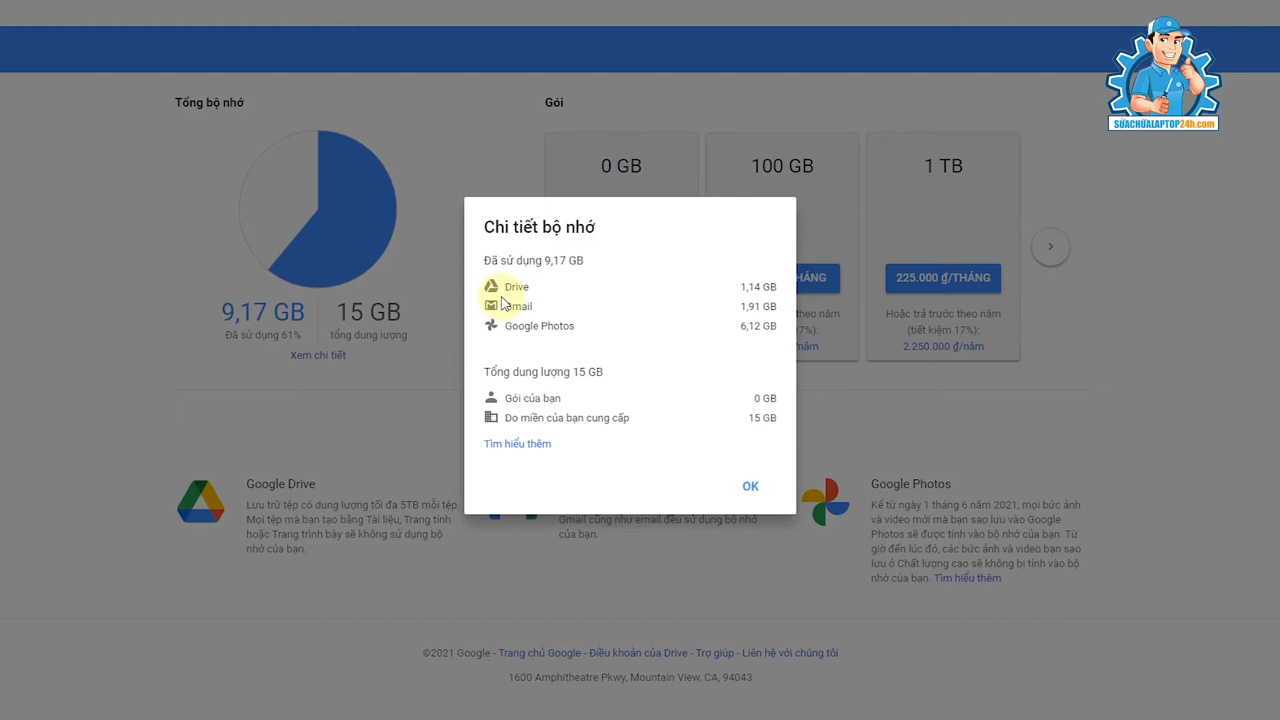 SỬACHỮALAPTOP24h.com
Tổng bộ nhớ
Gói
0 GB
100 GB
1 TB
9,17 GB
Đã sử dụng 61%
15 GB
tổng dung lượng
Xem chi tiết
Chi tiết bộ nhớ
Đã sử dụng 9,17 GB
Drive 1,14 GB
Gmail 1,91 GB
Google Photos 6,12 GB
Tổng dung lượng 15 GB
Gói của bạn 0 GB
Do miền của bạn cung cấp 15 GB
Tìm hiểu thêm
OK
HÁNG
theo năm
17%):
/năm
225.000 ₫/THÁNG
Hoặc trả trước theo năm
(tiết kiệm 17%):
2.250.000 ₫/năm
Google Drive
Lưu trữ tệp có dung lượng tối đa 5TB mỗi tệp.
Mọi tệp mà bạn tạo bằng Tài liệu, Trang tính
hoặc Trang trình bày sẽ không sử dụng bộ
nhớ của bạn.
Gmail cũng như email đều sử dụng bộ nhớ
của bạn.
Google Photos
Kể từ ngày 1 tháng 6 năm 2021, mọi bức ảnh
và video mới mà bạn sao lưu vào Google
Photos sẽ được tính vào bộ nhớ của bạn. Từ
giờ đến lúc đó, các bức ảnh và video bạn sao
lưu ở Chất lượng cao sẽ không bị tính vào bộ
nhớ của bạn. Tìm hiểu thêm
©2021 Google - Trang chủ Google - Điều khoản của Drive - Trợ giúp - Liên hệ với chúng tôi
1600 Amphitheatre Pkwy, Mountain View, CA, 94043